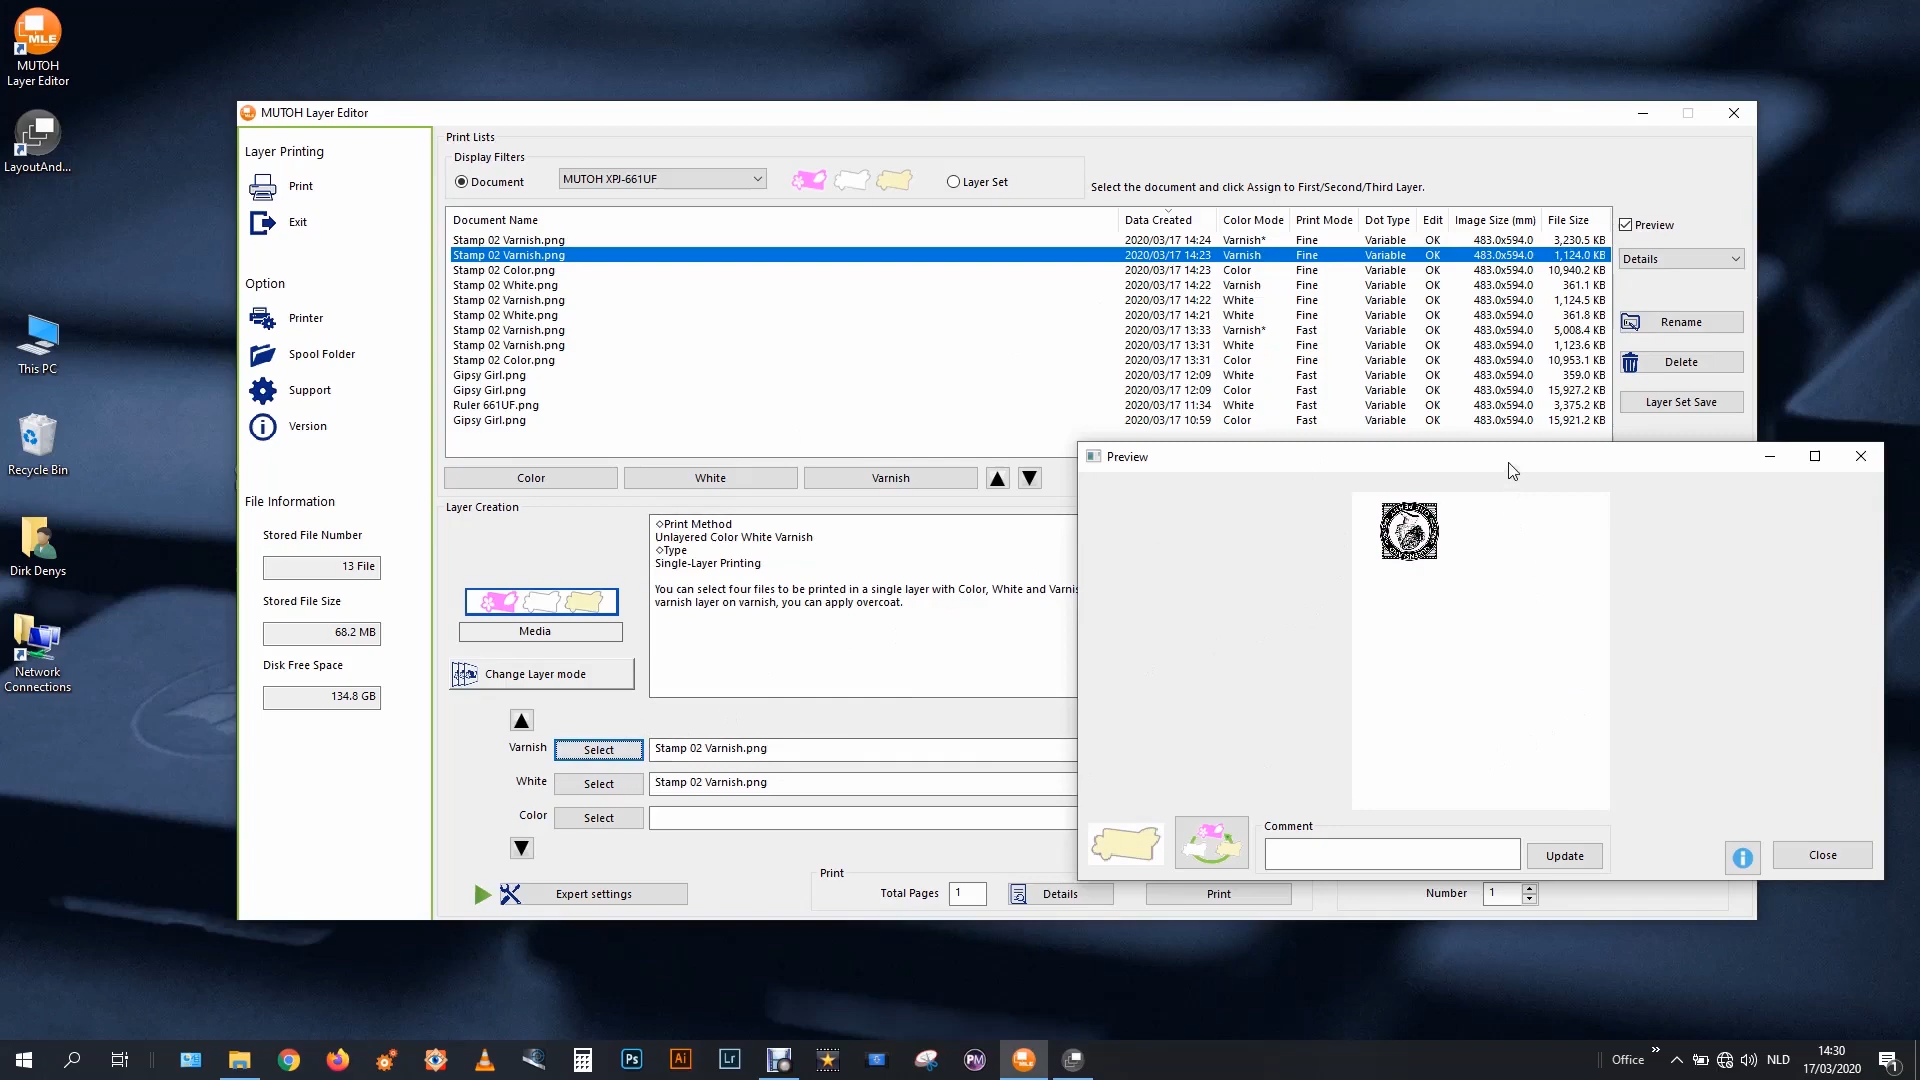 MLE
MUTOH
Layer Editor
LayoutAnd...
This PC
Recycle Bin
Dirk Denys
Network
Connections
MUTOH Layer Editor
Layer Printing
Print
Exit
Option
Printer
Spool Folder
Support
Version
File Information
Stored File Number
13 File
Stored File Size
68.2 MB
Disk Free Space
134.8 GB
Print Lists
Display Filters
Document
MUTOH XPJ-661UF
Layer Set
Select the document and click Assign to First/Second/Third Layer.
Document Name Data Created Color Mode Print Mode Dot Type Edit Image Size (mm) File Size
Stamp 02 Varnish.png 2020/03/17 14:24 Varnish* Fine Variable OK 483.0x594.0 3,230.5 KB
Stamp 02 Varnish.png 2020/03/17 14:23 Varnish Fine Variable OK 483.0x594.0 1,124.0 KB
Stamp 02 Color.png 2020/03/17 14:23 Color Fine Variable OK 483.0x594.0 10,940.2 KB
Stamp 02 White.png 2020/03/17 14:22 Varnish Fine Variable OK 483.0x594.0 361.1 KB
Stamp 02 Varnish.png 2020/03/17 14:22 White Fine Variable OK 483.0x594.0 1,124.5 KB
Stamp 02 White.png 2020/03/17 14:21 White Fine Variable OK 483.0x594.0 361.8 KB
Stamp 02 Varnish.png 2020/03/17 13:33 Varnish* Fast Variable OK 483.0x594.0 5,008.4 KB
Stamp 02 Varnish.png 2020/03/17 13:31 White Fine Variable OK 483.0x594.0 1,123.6 KB
Stamp 02 Color.png 2020/03/17 13:31 Color Fine Variable OK 483.0x594.0 10,953.1 KB
Gipsy Girl.png 2020/03/17 12:09 White Fast Variable OK 483.0x594.0 359.0 KB
Gipsy Girl.png 2020/03/17 12:09 Color Fast Variable OK 483.0x594.0 15,927.2 KB
Ruler 661UF.png 2020/03/17 11:34 White Fast Variable OK 483.0x594.0 3,375.2 KB
Gipsy Girl.png 2020/03/17 10:59 Color Fast Variable OK 483.0x594.0 15,921.2 KB
Preview
Details
Rename
Delete
Layer Set Save
Color
White
Varnish
Layer Creation
Media
Change Layer mode
◇Print Method
Unlayered Color White Varnish
◇Type
Single-Layer Printing
You can select four files to be printed in a single layer with Color, White and Varnis
varnish layer on varnish, you can apply overcoat.
Varnish Select Stamp 02 Varnish.png
White Select Stamp 02 Varnish.png
Color Select
Expert settings
Print
Total Pages 1
Details
Print
Number 1
Preview
Comment
Update
Close
Ps
Ai
Lr
PM
Office
NLD
14:30
17/03/2020
1